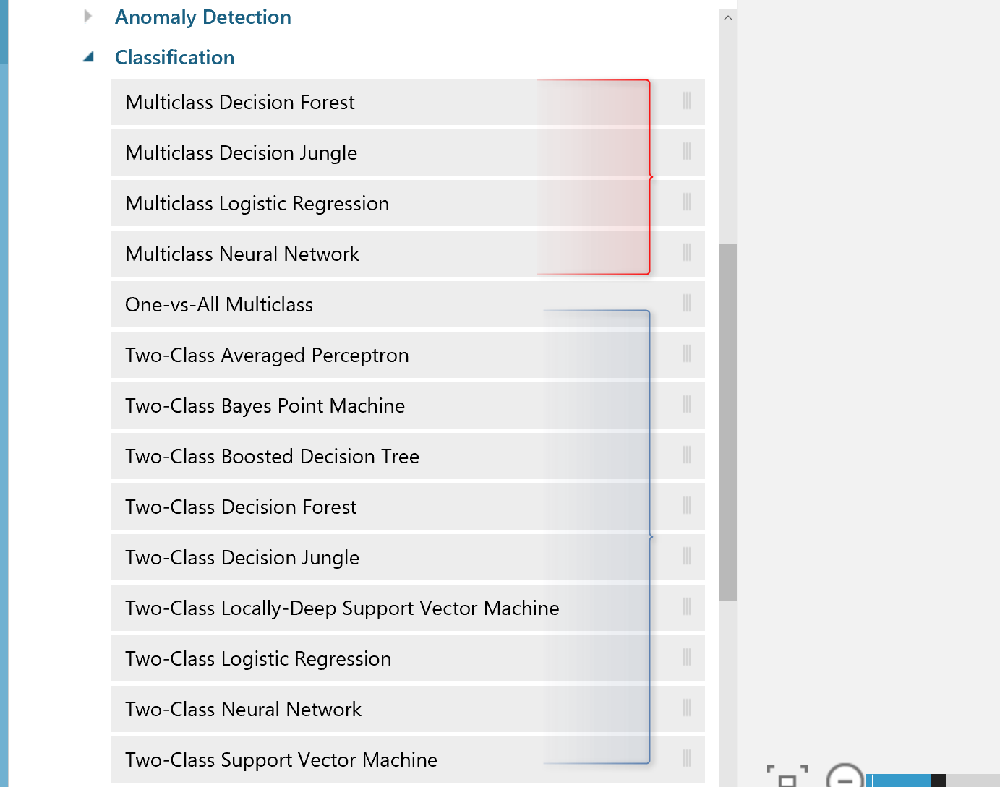 Anomaly Detection
Classification
Multiclass Decision Forest
Multiclass Decision Jungle
Multiclass Logistic Regression
Multiclass Neural Network
One-vs-All Multiclass
Two-Class Averaged Perceptron
Two-Class Bayes Point Machine
Two-Class Boosted Decision Tree
Two-Class Decision Forest
Two-Class Decision Jungle
Two-Class Locally-Deep Support Vector Machine
Two-Class Logistic Regression
Two-Class Neural Network
Two-Class Support Vector Machine